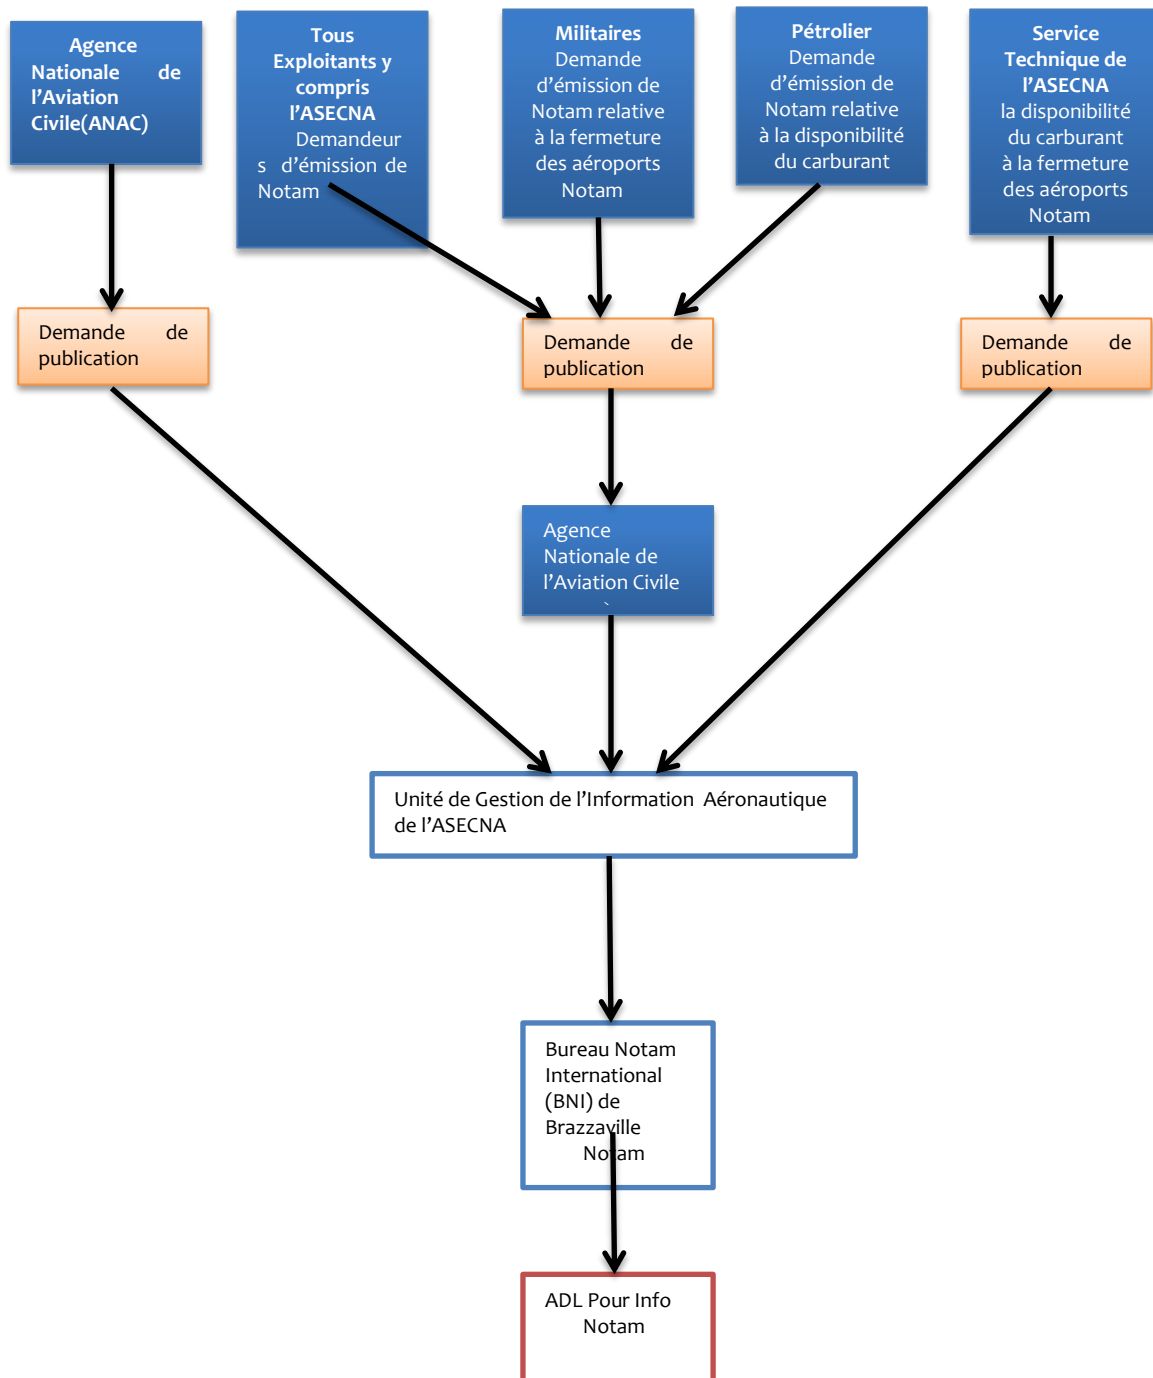 Agence
Nationale de
l’Aviation
Civile(ANAC)
Tous
Exploitants y
compris
l’ASECNA
Demandeur
s d’émission de
Notam
Militaires
Demande
d’émission de
Notam relative
à la fermeture
des aéroports
Notam
Pétrolier
Demande
d’émission de
Notam relative
à la disponibilité
du carburant
Service
Technique de
l’ASECNA
la disponibilité
du carburant
à la fermeture
des aéroports
Notam
Demande de
publication
Demande de
publication
Demande de
publication
Agence
Nationale de
l’Aviation Civile
Unité de Gestion de l’Information Aéronautique
de l’ASECNA
Bureau Notam
International
(BNI) de
Brazzaville
Notam
ADL Pour Info
Notam